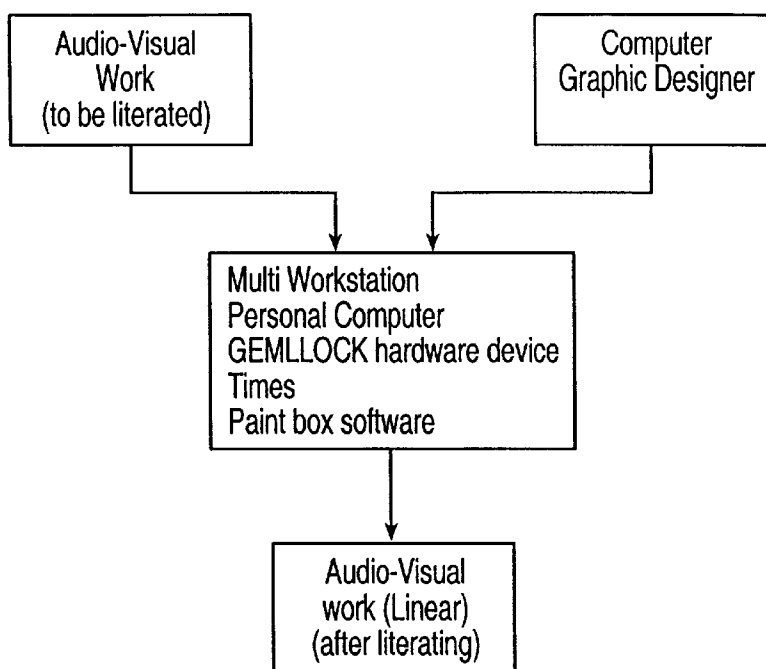 Audio-Visual
Work
(to be literated)
Computer
Graphic Designer
Multi Workstation
Personal Computer
GEMLLOCK hardware device
Times
Paint box software
Audio-Visual
work (Linear)
(after literating)